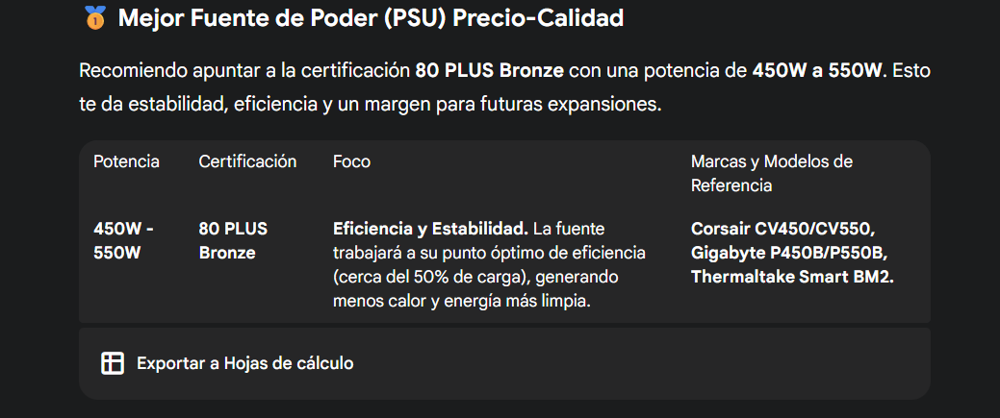 Mejor Fuente de Poder (PSU) Precio-Calidad
Recomiendo apuntar a la certificación 80 PLUS Bronze con una potencia de 450W a 550W. Esto
te da estabilidad, eficiencia y un margen para futuras expansiones.
Potencia Certificación Foco Marcas y Modelos de
Referencia
450W - 80 PLUS Eficiencia y Estabilidad. La fuente Corsair CV450/CV550,
550W Bronze trabajará a su punto óptimo de eficiencia Gigabyte P450B/P550B,
(cerca del 50% de carga), generando Thermaltake Smart BM2.
menos calor y energía más limpia.
Exportar a Hojas de cálculo